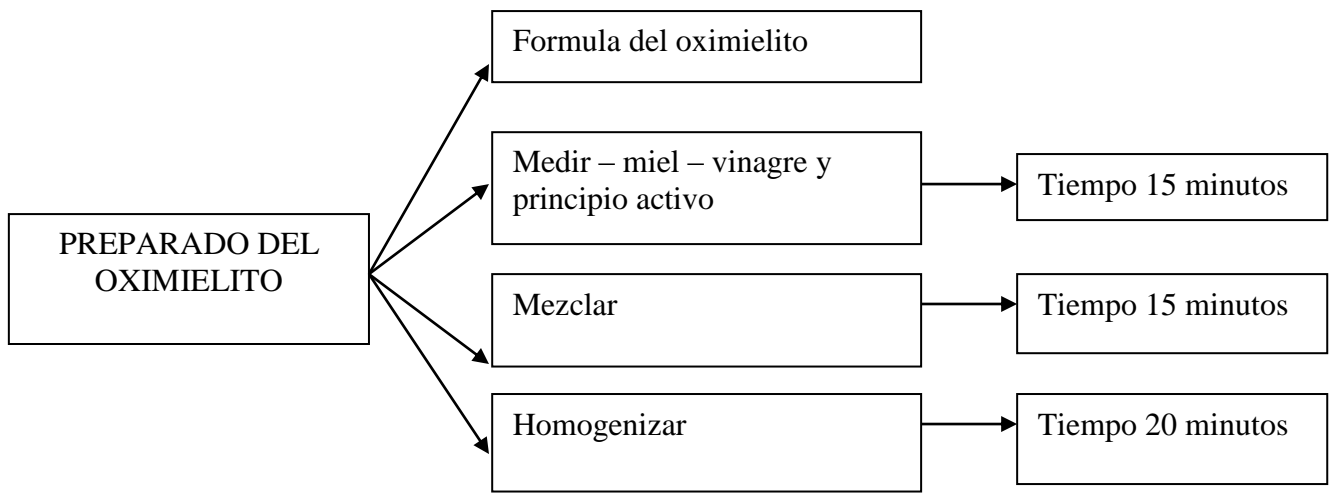 Formula del oximielito
Medir – miel – vinagre y
principio activo
Tiempo 15 minutos
PREPARADO DEL
OXIMIELITO
Mezclar
Tiempo 15 minutos
Homogenizar
Tiempo 20 minutos